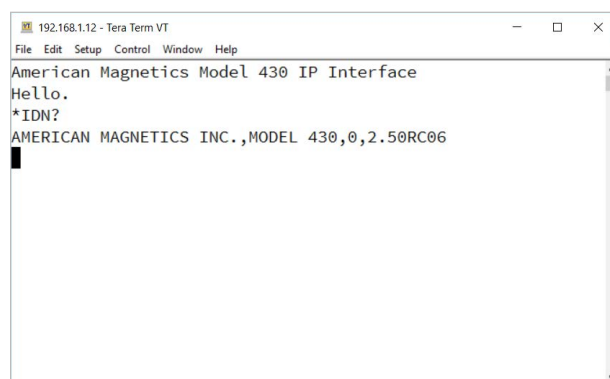 192.168.1.12 - Tera Term VT
File Edit Setup Control Window Help
American Magnetics Model 430 IP Interface
Hello.
*IDN?
AMERICAN MAGNETICS INC.,MODEL 430,0,2.50RC06